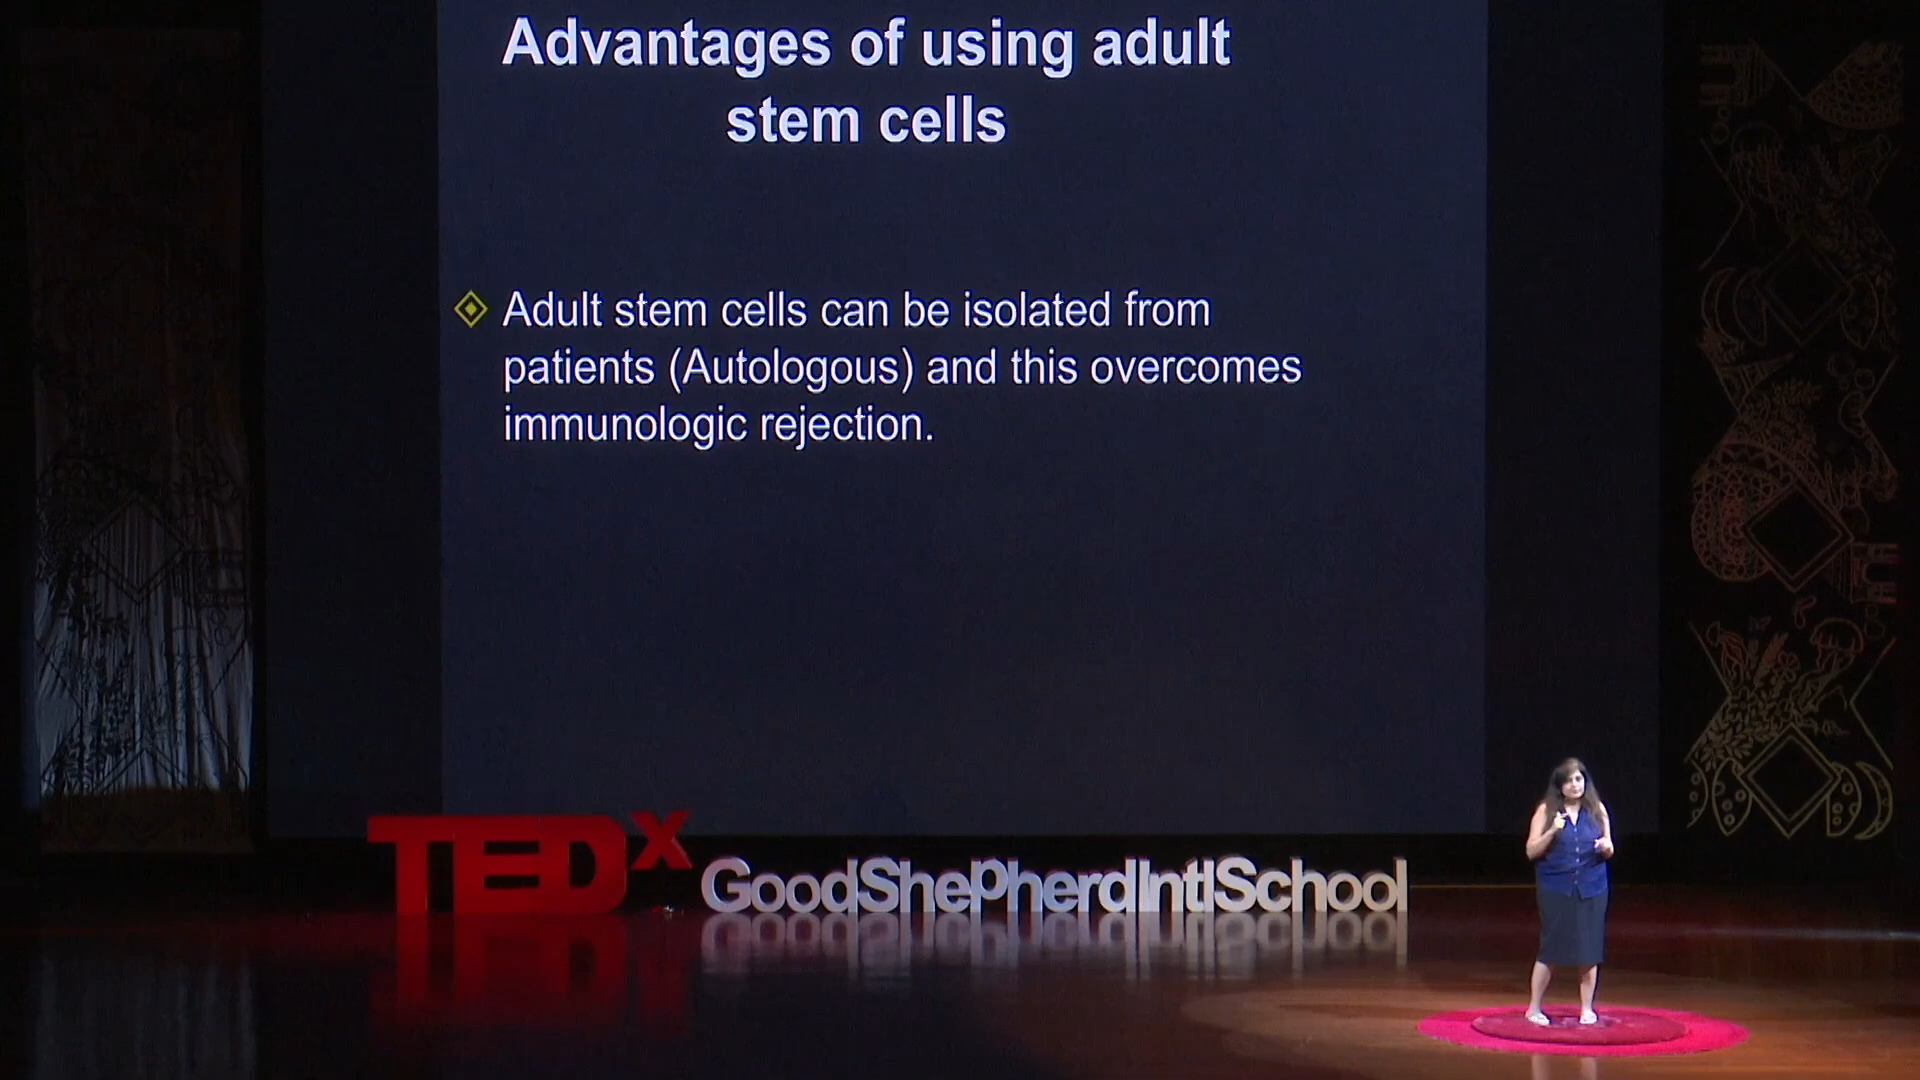 Advantages of using adult
stem cells
Adult stem cells can be isolated from
patients (Autologous) and this overcomes
immunologic rejection.
TEDx
GoodShepherdIntlSchool